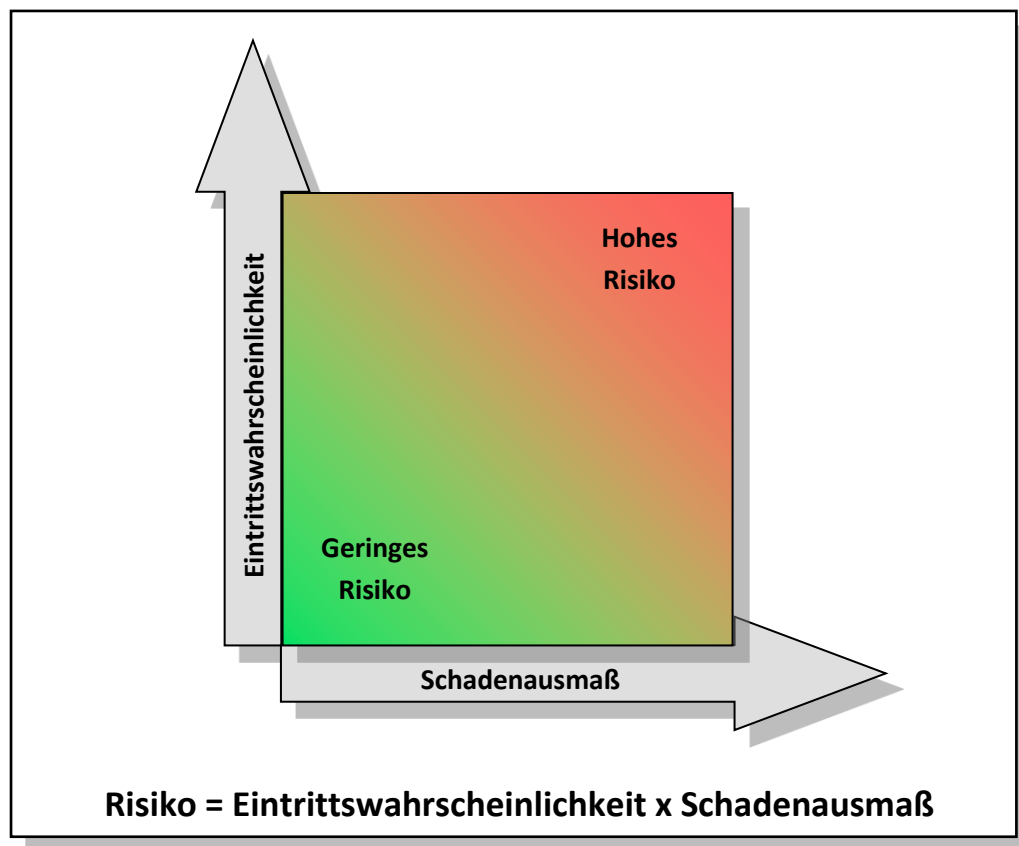 Eintrittswahrscheinlichkeit
Hohes
Risiko
Geringes
Risiko
Schadenausmaß
Risiko = Eintrittswahrscheinlichkeit x Schadenausmaß